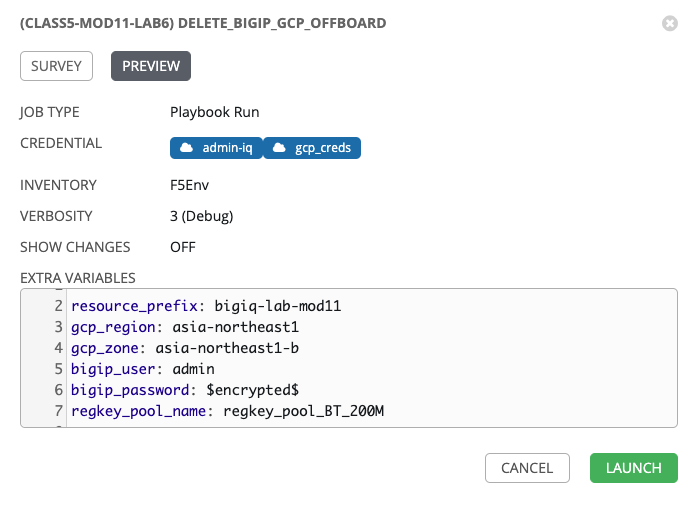 (CLASS5-MOD11-LAB6) DELETE_BIGIP_GCP_OFFBOARD
SURVEY PREVIEW
JOB TYPE Playbook Run
CREDENTIAL admin-iq gcp_creds
INVENTORY F5Env
VERBOSITY 3 (Debug)
SHOW CHANGES OFF
EXTRA VARIABLES
2 resource_prefix: bigiq-lab-mod11
3 gcp_region: asia-northeast1
4 gcp_zone: asia-northeast1-b
5 bigip_user: admin
6 bigip_password: $encrypted$
7 regkey_pool_name: regkey_pool_BT_200M
CANCEL LAUNCH